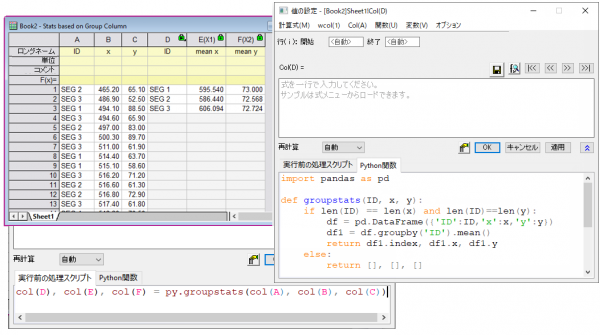 Book2 - Stats based on Group Column
A B C D E(X1) F(X2)
ロングネーム ID x y ID mean x mean y
単位
コメント
F(x)=
1 SEG 2 465.20 65.10 SEG 1 595.540 73.000
2 SEG 3 486.90 52.50 SEG 2 586.440 72.568
3 SEG 1 494.10 88.50 SEG 3 606.094 72.724
4 SEG 3 494.60 65.90
5 SEG 2 497.00 83.00
6 SEG 3 500.30 89.70
7 SEG 3 511.00 61.90
8 SEG 1 514.40 63.70
9 SEG 1 515.10 58.60
10 SEG 3 516.20 71.20
11 SEG 2 516.60 61.30
12 SEG 2 516.80 72.90
13 SEG 3 517.40 61.80
Sheet1
再計算 自動
実行前の処理スクリプト Python関数
col(D), col(E), col(F) = py.groupstats(col(A), col(B), col(C))
値の設定 - [Book2]Sheet1!Col(D)
計算式(M) wcol(1) Col(A) 関数(U) 変数(V) オプション
行( i ): 開始 <自動> 終了 <自動>
Col(D) =
式を一行で入力してください。
サンプルは式メニューからロードできます。
再計算 自動 OK キャンセル 適用
実行前の処理スクリプト Python関数
import pandas as pd
def groupstats(ID, x, y):
if len(ID) == len(x) and len(ID)==len(y):
df = pd.DataFrame({'ID':ID,'x':x,'y':y})
df1 = df.groupby('ID').mean()
return df1.index, df1.x, df1.y
else:
return [], [], []